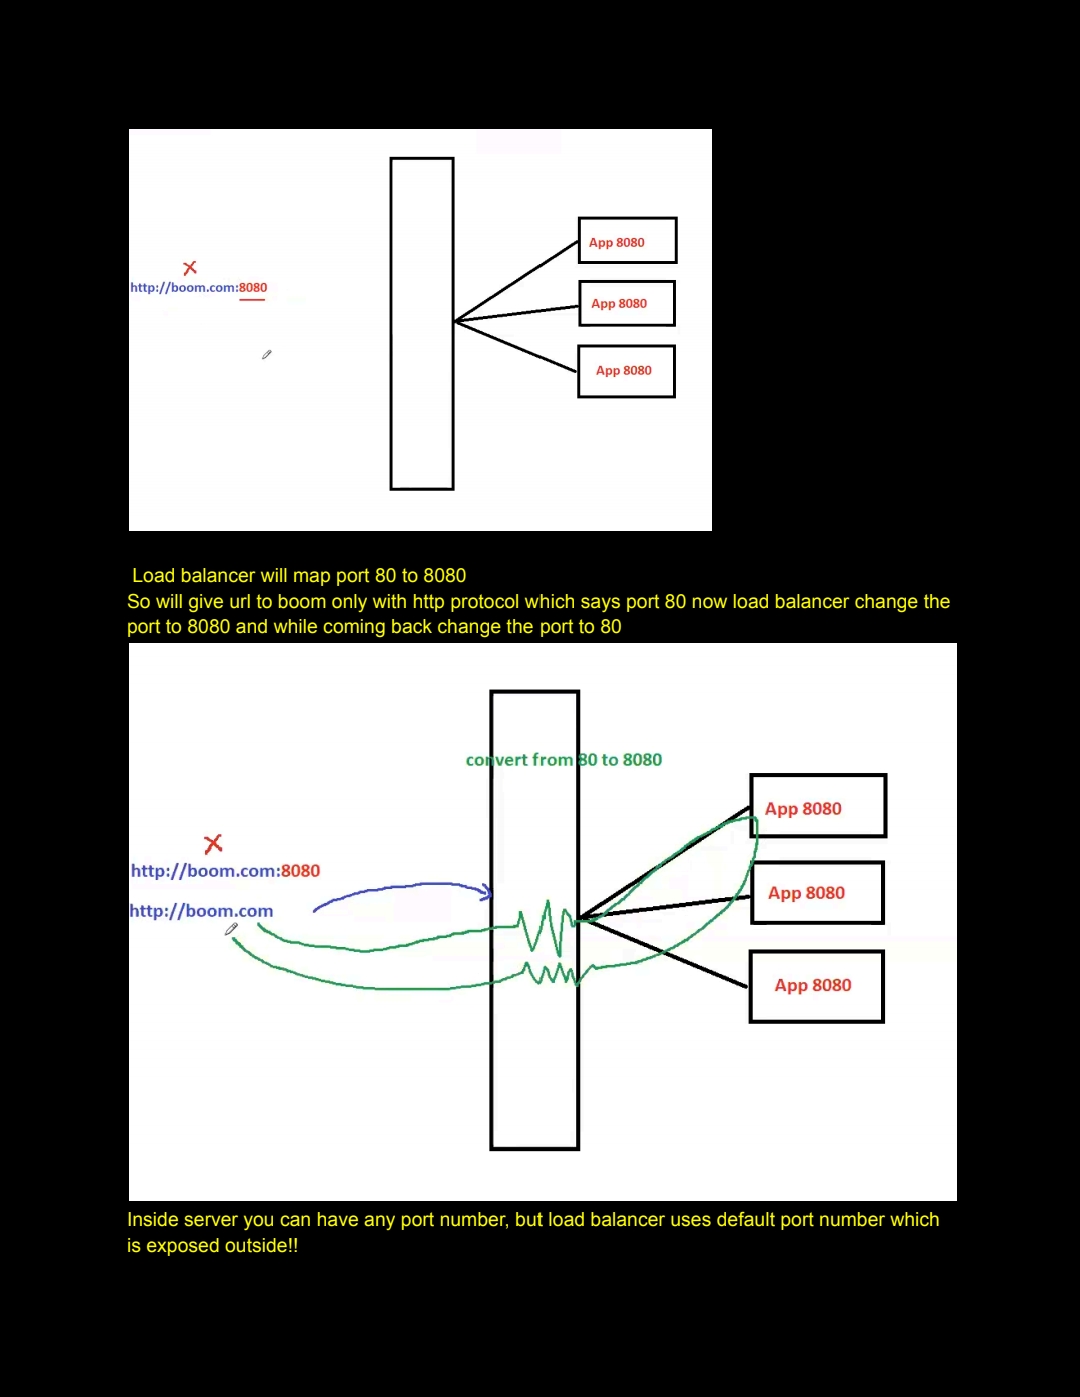 App 8080
http://boom.com:8080
App 8080
App 8080
Load balancer will map port 80 to 8080
So will give url to boom only with http protocol which says port 80 now load balancer change the
port to 8080 and while coming back change the port to 80
convert from 80 to 8080
App 8080
http://boom.com:8080
App 8080
http://boom.com
App 8080
Inside server you can have any port number, but load balancer uses default port number which
is exposed outside!!